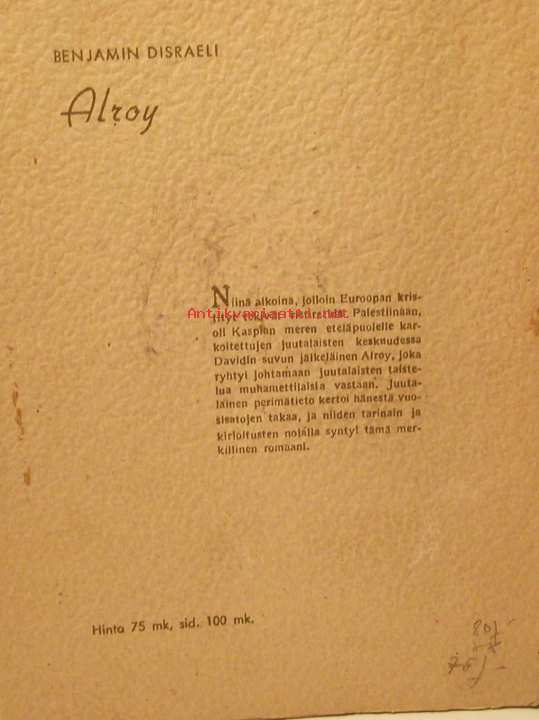 BENJAMIN DISRAELI
Alroy
Niinä aikoina, jolloin Euroopan kris-
Palestiinaan,
oli Kaspian meren eteläpuolelle kar-
koitettujen juutalaisten keskuudessa
Davidin suvun jälkeläinen Alroy, joka
ryhtyi johtamaan juutalaisten taiste-
lua muhamettilaisia vastaan. Juuta-
lainen perimätieto kertoi hänestä vuo-
sisatojen takaa, ja niiden tarinain ja
kirjoitusten nojalla syntyi tämä mer-
killinen romaani.
Hinta 75 mk, sid. 100 mk.